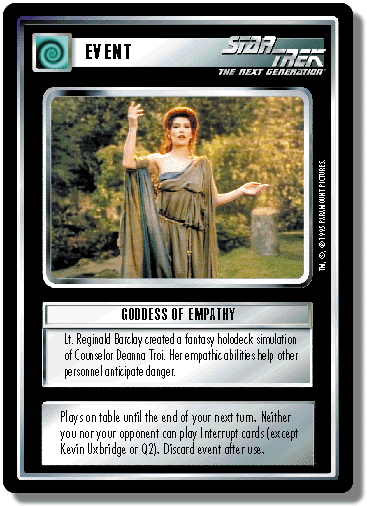 EVENT
STAR TREK
THE NEXT GENERATION
TM, ®, © 1995 PARAMOUNT PICTURES.
GODDESS OF EMPATHY
Lt. Reginald Barclay created a fantasy holodeck simulation
of Counselor Deanna Troi. Her empathic abilities help other
personnel anticipate danger.
Plays on table until the end of your next turn. Neither
you nor your opponent can play Interrupt cards (except
Kevin Uxbridge or Q2). Discard event after use.